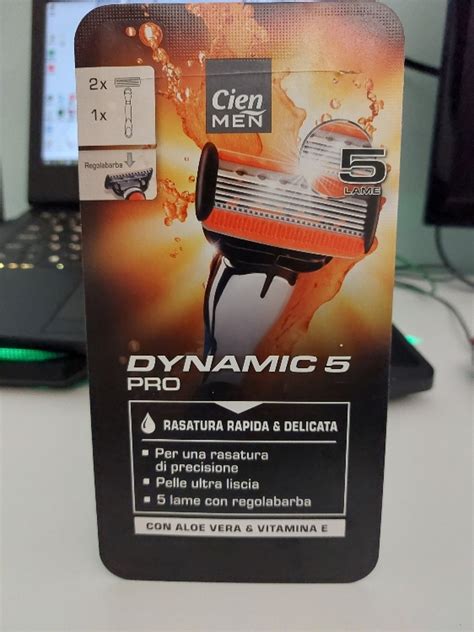 2x
1x
Regolabarba
Cien
MEN
5
LAME
DYNAMIC 5
PRO
RASATURA RAPIDA & DELICATA
Per una rasatura
di precisione
Pelle ultra liscia
5 lame con regolabarba
CON ALOE VERA & VITAMINA E